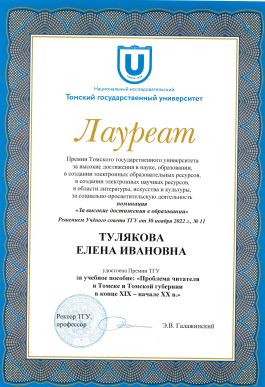 Национальный исследовательский
Томский государственный университет
Лауреат
Премии Томского государственного университета
за высокие достижения в науке, образовании,
в создании электронных образовательных ресурсов,
в создании электронных научных ресурсов,
в области литературы, искусства и культуры,
за социально-просветительскую деятельность
номинация
«За высокие достижения в образовании»
Решением Учёного совета ТГУ от 30 ноября 2022 г., № 11
ТУЛЯКОВА
ЕЛЕНА ИВАНОВНА
удостоена Премии ТГУ
за учебное пособие: «Проблема читателя
в Томске и Томской губернии
в конце XIX – начале XX в.»
Ректор ТГУ,
профессор
Э.В. Галажинский